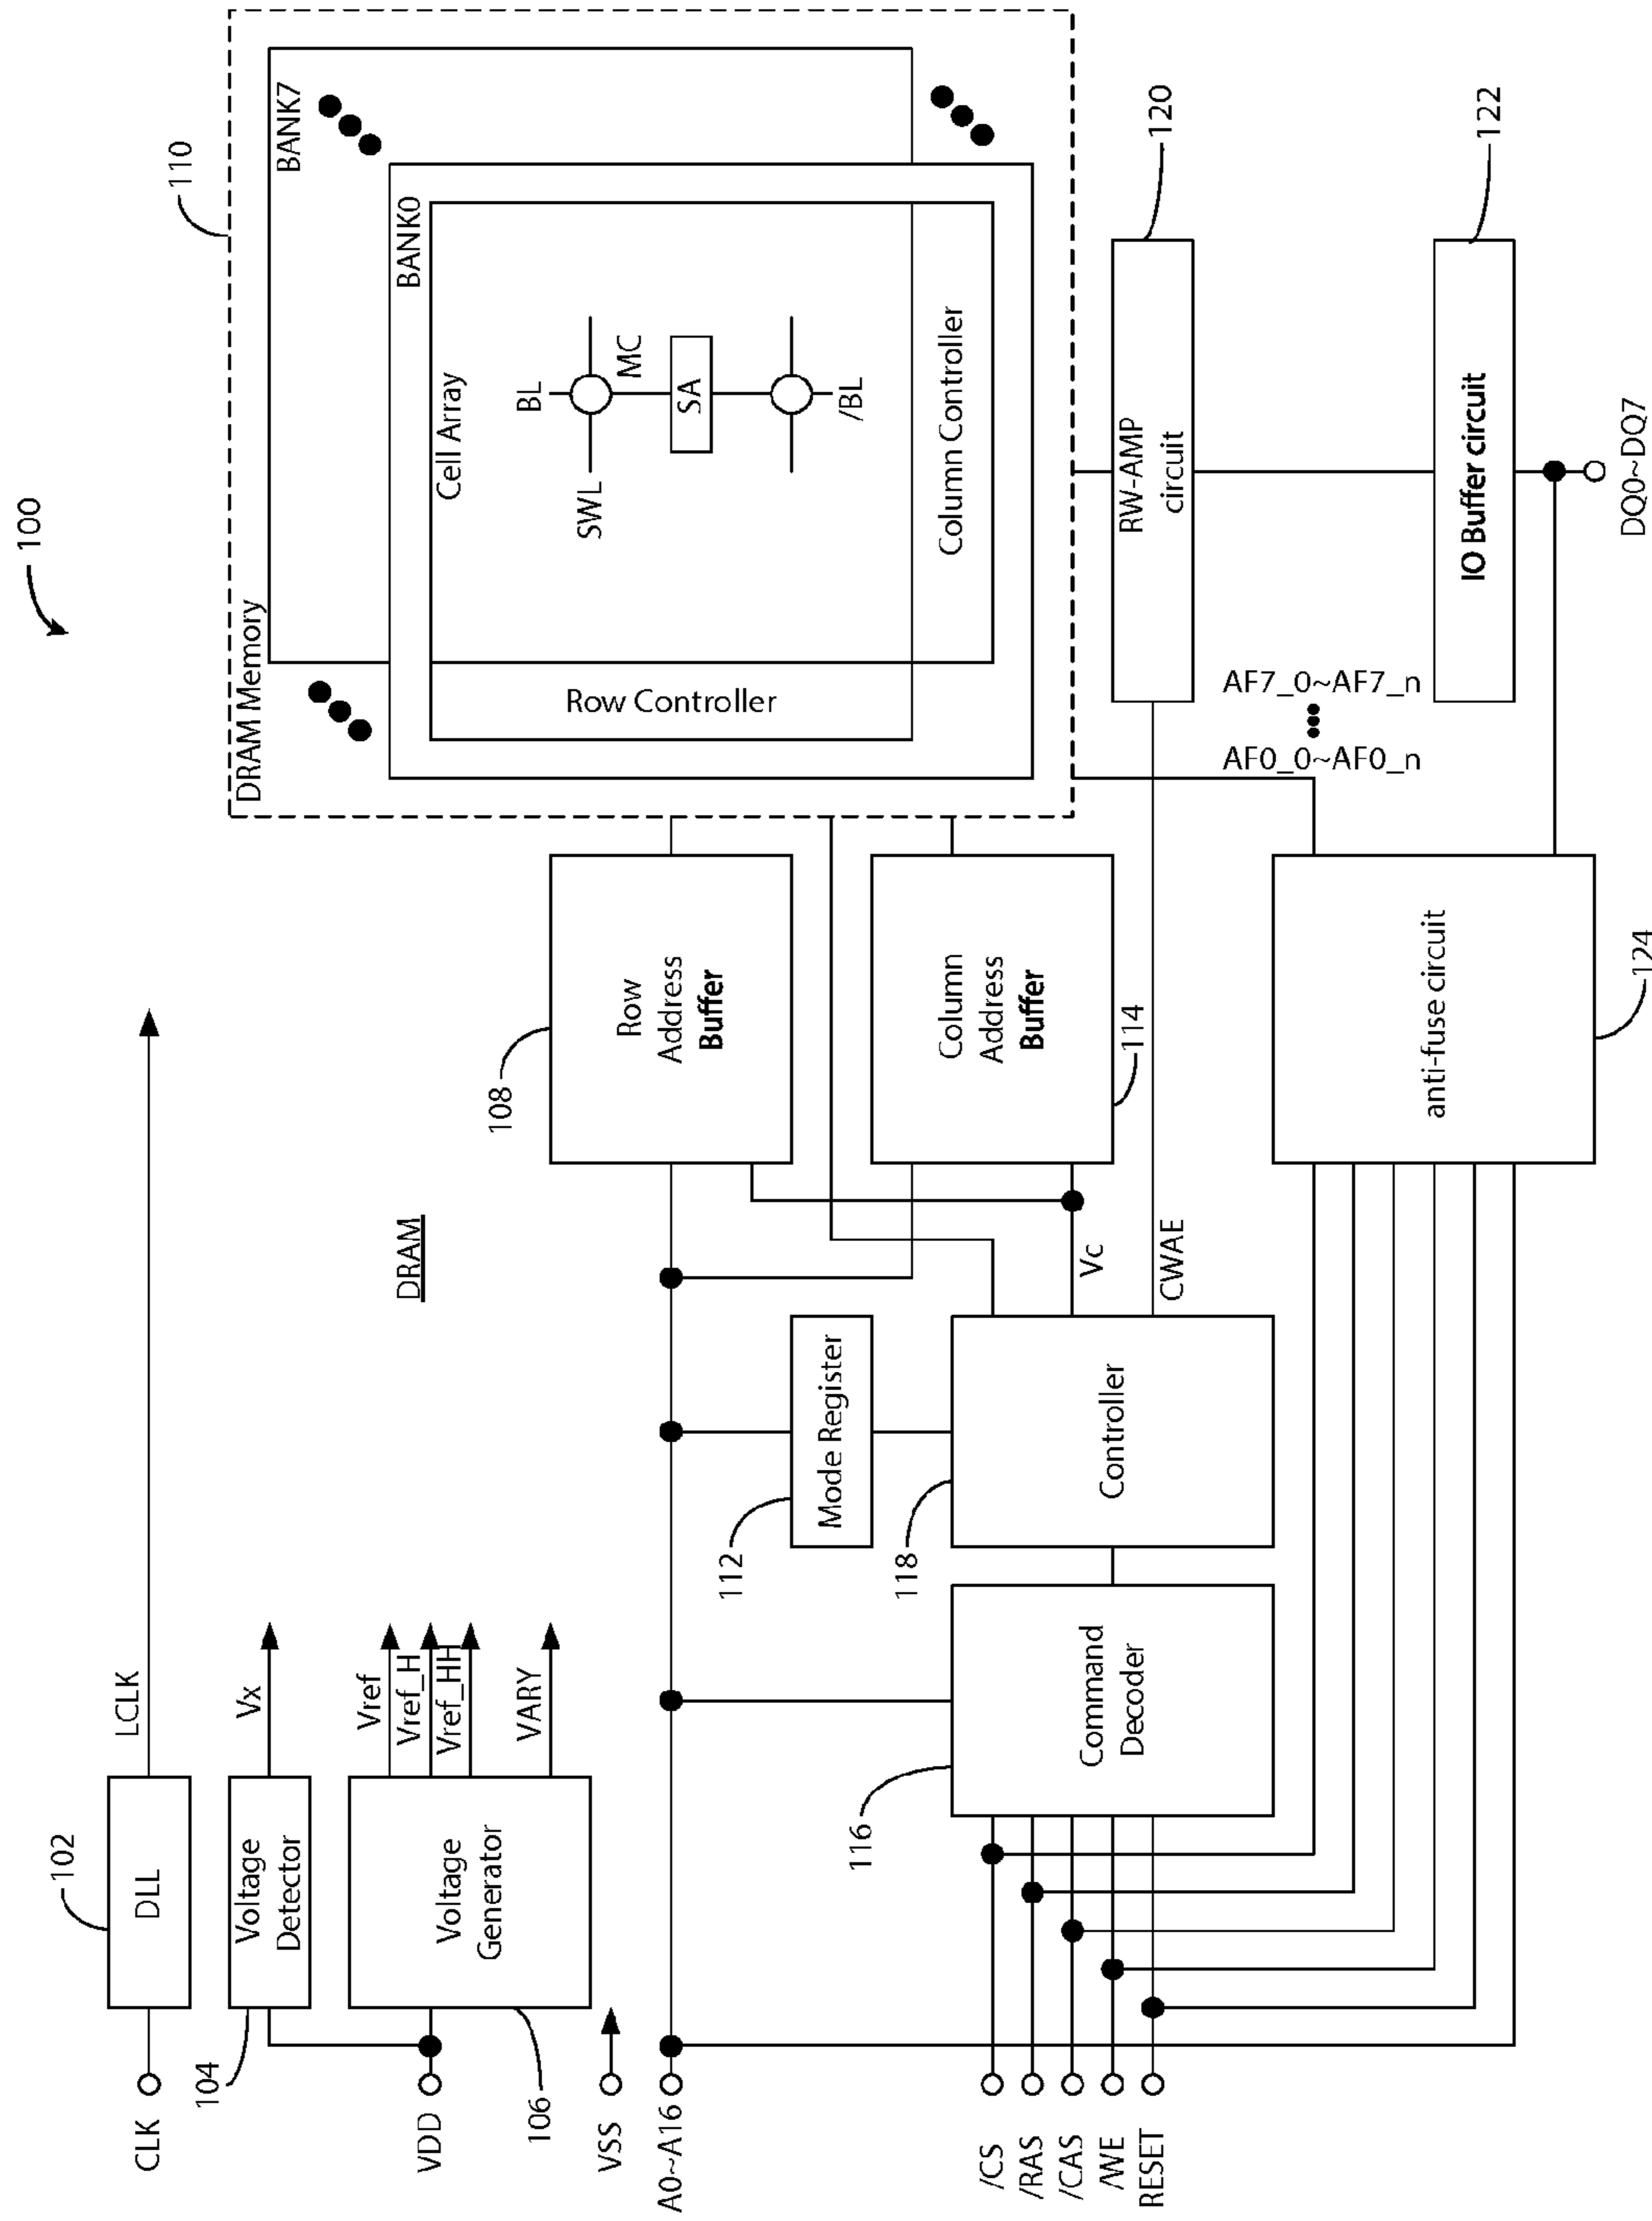 100
CLK
102
DLL
LCLK
104
Voltage
Detector
Vx
VDD
106
Voltage
Generator
Vref
Vref_H
Vref_HH
VARY
VSS
A0~A16
DRAM
108
Row
Address
Buffer
Column
Address
Buffer
114
112
Mode Register
118
Controller
Vc
CWAE
116
Command
Decoder
/CS
/RAS
/CAS
/WE
RESET
110
DRAM Memory
BANK7
BANK0
Cell Array
BL
SWL
MC
SA
/BL
Row Controller
Column Controller
RW-AMP
circuit
120
AF7_0~AF7_n
AF0_0~AF0_n
IO Buffer circuit
122
anti-fuse circuit
124
DQ0~DQ7